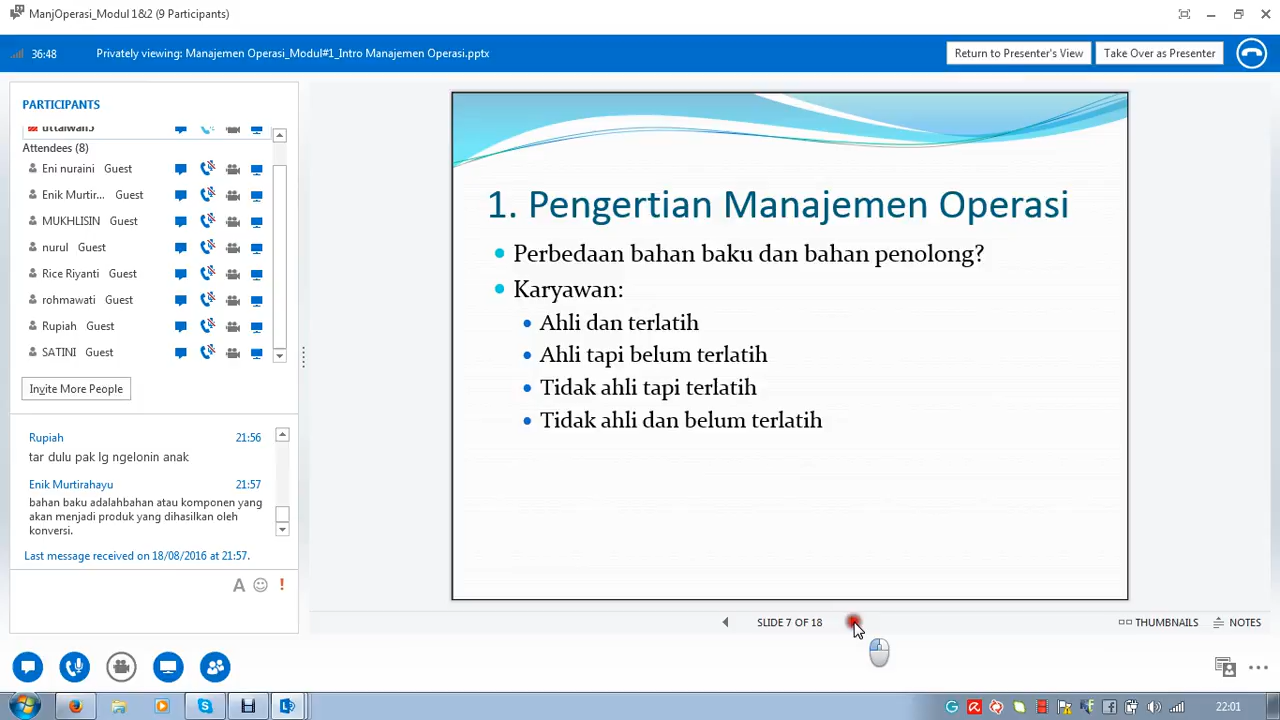 ManjOperasi_Modul 1&2 (9 Participants)
36:48
Privately viewing: Manajemen Operasi_Modul#1_Intro Manajemen Operasi.pptx
Return to Presenter's View
Take Over as Presenter
PARTICIPANTS
Attendees (8)
Eni nuraini Guest
Enik Murtir... Guest
MUKHLISIN Guest
nurul Guest
Rice Riyanti Guest
rohmawati Guest
Rupiah Guest
SATINI Guest
Invite More People
Rupiah 21:56
tar dulu pak lg ngelonin anak
Enik Murtirahayu 21:57
bahan baku adalahbahan atau komponen yang
akan menjadi produk yang dihasilkan oleh
konversi.
Last message received on 18/08/2016 at 21:57.
A
1. Pengertian Manajemen Operasi
Perbedaan bahan baku dan bahan penolong?
Karyawan:
Ahli dan terlatih
Ahli tapi belum terlatih
Tidak ahli tapi terlatih
Tidak ahli dan belum terlatih
SLIDE 7 OF 18
THUMBNAILS
NOTES
22:01